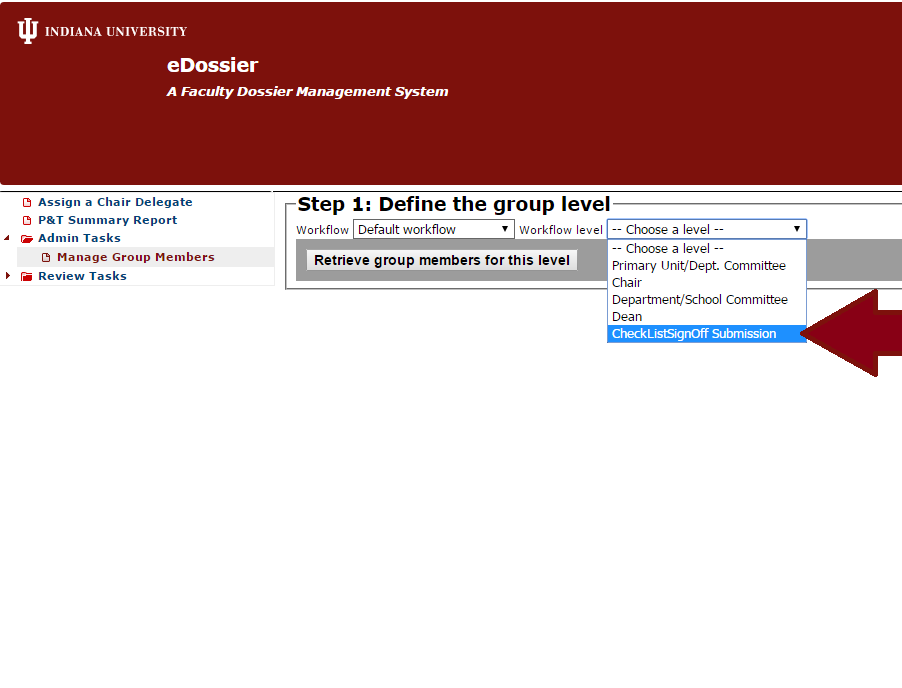 INDIANA UNIVERSITY
eDossier
A Faculty Dossier Management System
Assign a Chair Delegate
P&T Summary Report
Admin Tasks
Manage Group Members
Review Tasks
Step 1: Define the group level
Workflow Default workflow Workflow level -- Choose a level --
Retrieve group members for this level
-- Choose a level --
Primary Unit/Dept. Committee
Chair
Department/School Committee
Dean
CheckListSignOff Submission